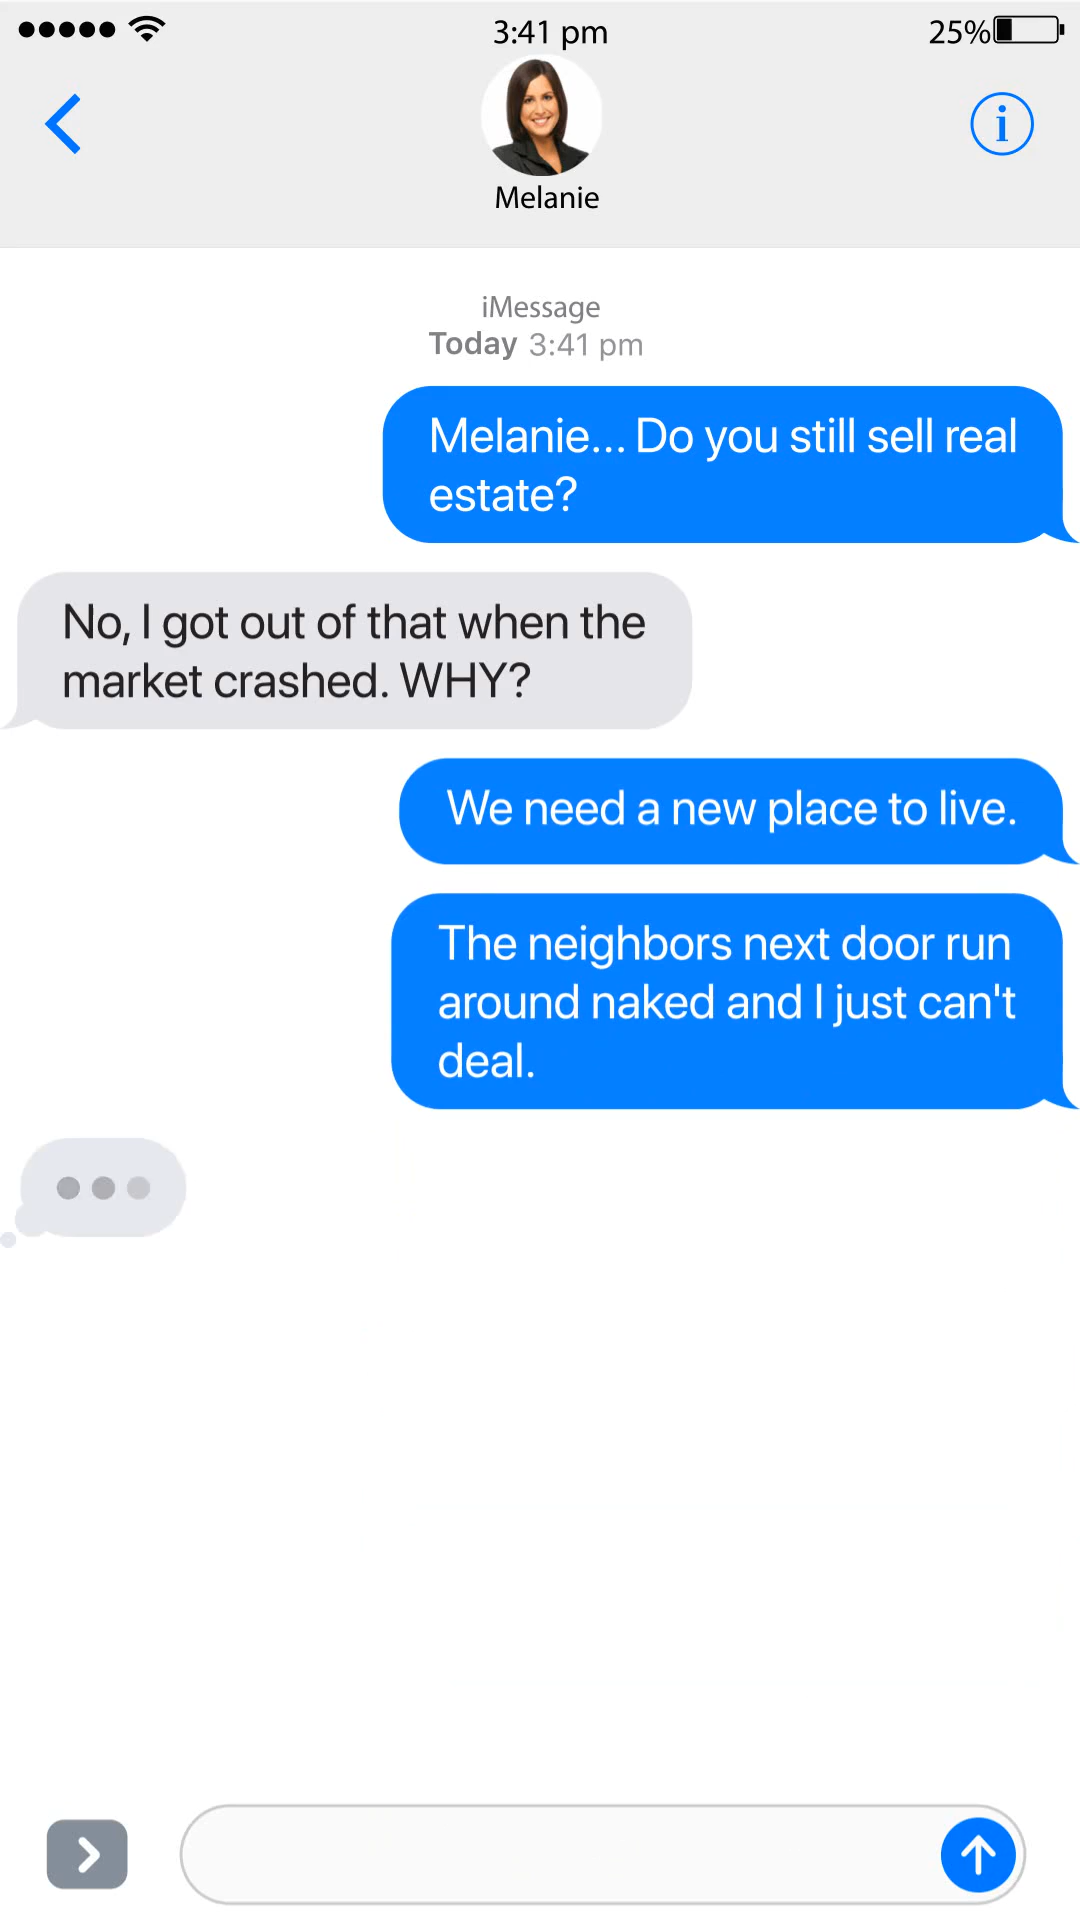 3:41 pm
25%
i
Melanie
iMessage
Today 3:41 pm
Melanie... Do you still sell real
estate?
No, I got out of that when the
market crashed. WHY?
We need a new place to live.
The neighbors next door run
around naked and I just can't
deal.